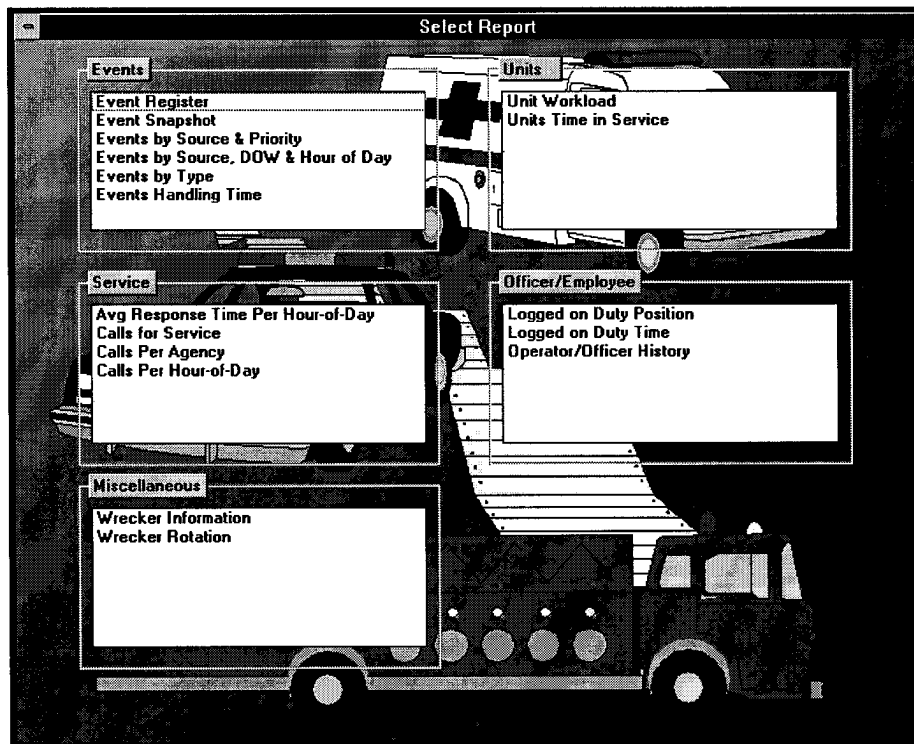 Select Report
Events
Event Register
Event Snapshot
Events by Source & Priority
Events by Source, DOW & Hour of Day
Events by Type
Events Handling Time
Units
Unit Workload
Units Time in Service
Service
Avg Response Time Per Hour-of-Day
Calls for Service
Calls Per Agency
Calls Per Hour-of-Day
Officer/Employee
Logged on Duty Position
Logged on Duty Time
Operator/Officer History
Miscellaneous
Wrecker Information
Wrecker Rotation